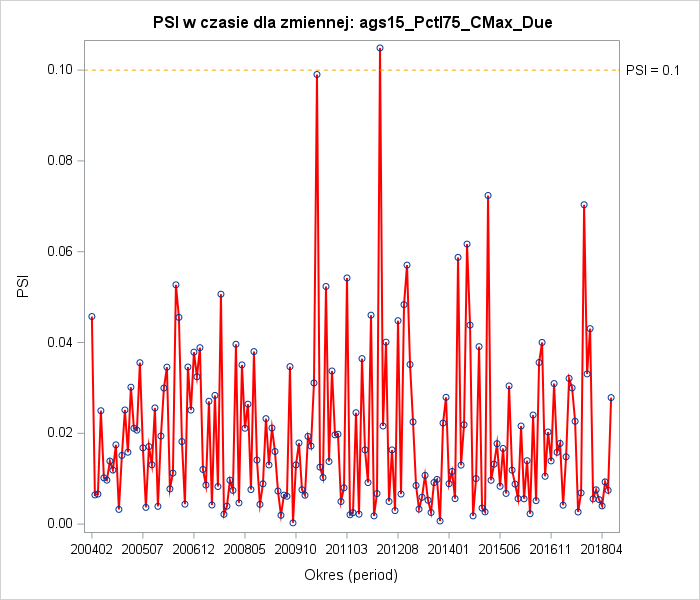 PSI w czasie dla zmiennej: ags15_Pctl75_CMax_Due
0.10
PSI = 0.1
0.08
0.06
PSI
0.04
0.02
0.00
200402 200507 200612 200805 200910 201103 201208 201401 201506 201611 201804
Okres (period)